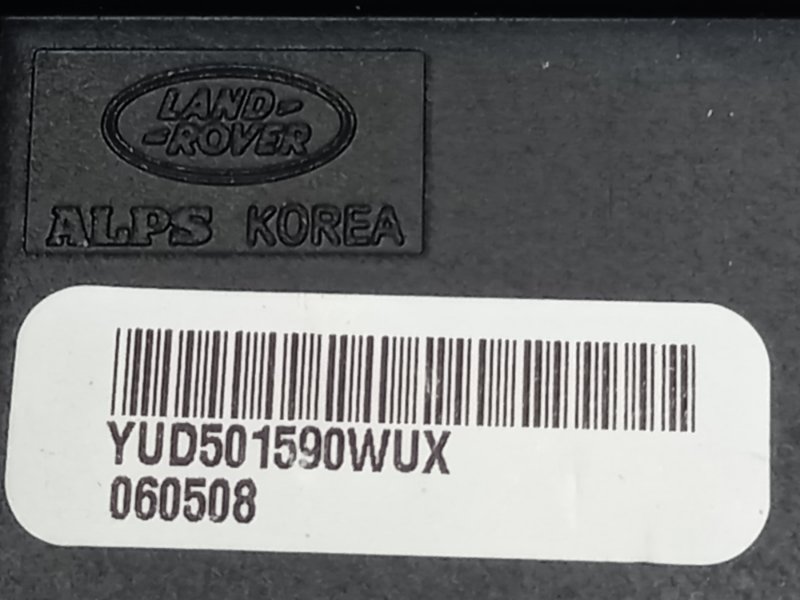 LAND-
-ROVER
ALPS KOREA
YUD501590WUX
060508